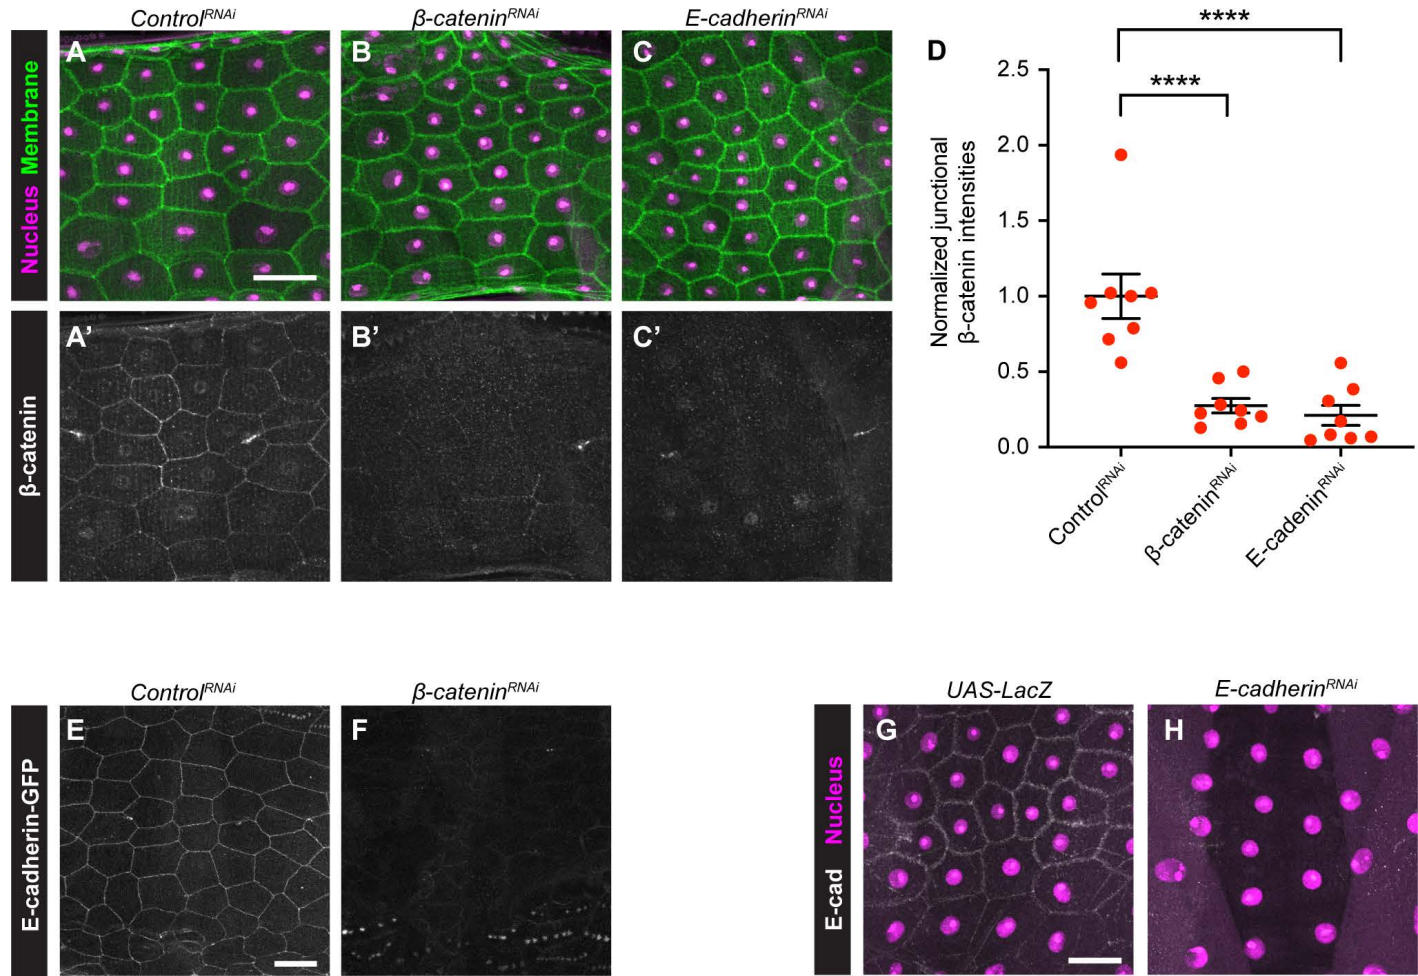 Control^RNAi
β-catenin^RNAi
E-cadherin^RNAi
Nucleus Membrane
A
B
C
β-catenin
A’
B’
C’
D
****
****
Normalized junctional
β-catenin intensities
2.5
2.0
1.5
1.0
0.5
0.0
Control^RNAi
β-catenin^RNAi
E-cadenin^RNAi
Control^RNAi
β-catenin^RNAi
E-cadherin-GFP
E
F
UAS-LacZ
E-cadherin^RNAi
E-cad Nucleus
G
H